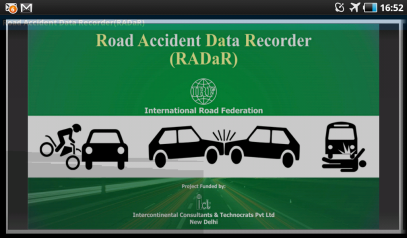 16:52
Road Accident Data Recorder(RADaR)
Road Accident Data Recorder
(RADaR)
International Road Federation
Project Funded by:
ict
Intercontinental Consultants & Technocrats Pvt Ltd
New Delhi